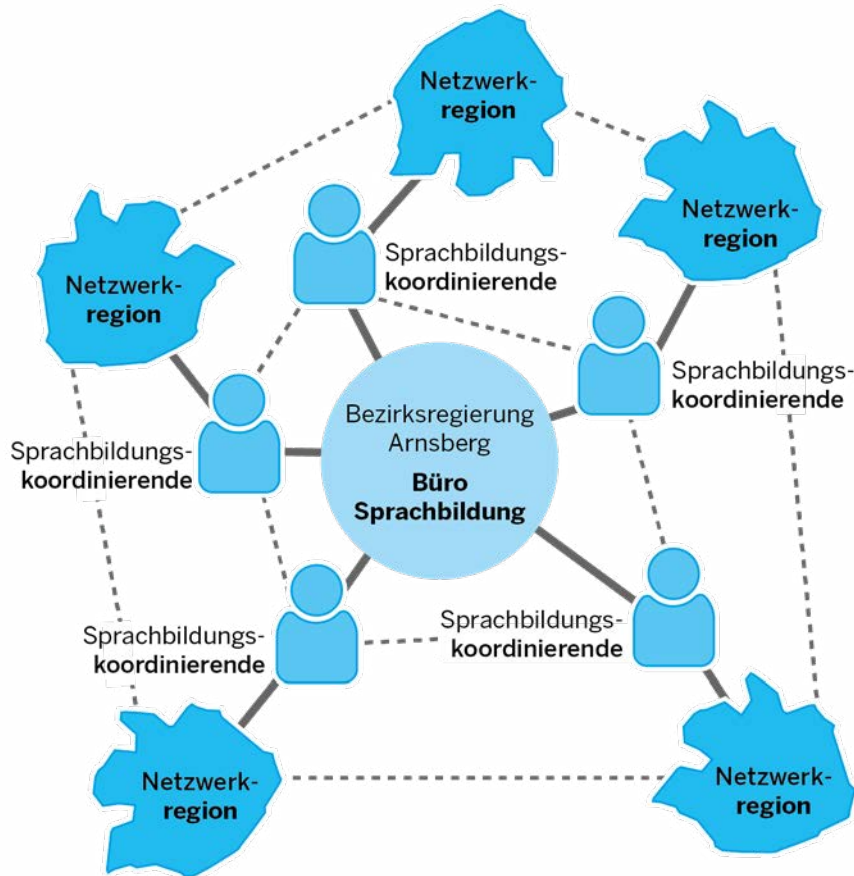 Netzwerk-
region
Netzwerk-
region
Sprachbildungs-
koordinierende
Netzwerk-
region
Sprachbildungs-
koordinierende
Bezirksregierung
Arnsberg
Büro
Sprachbildung
Sprachbildungs-
koordinierende
Sprachbildungs-
koordinierende
Sprachbildungs-
koordinierende
Netzwerk-
region
Netzwerk-
region